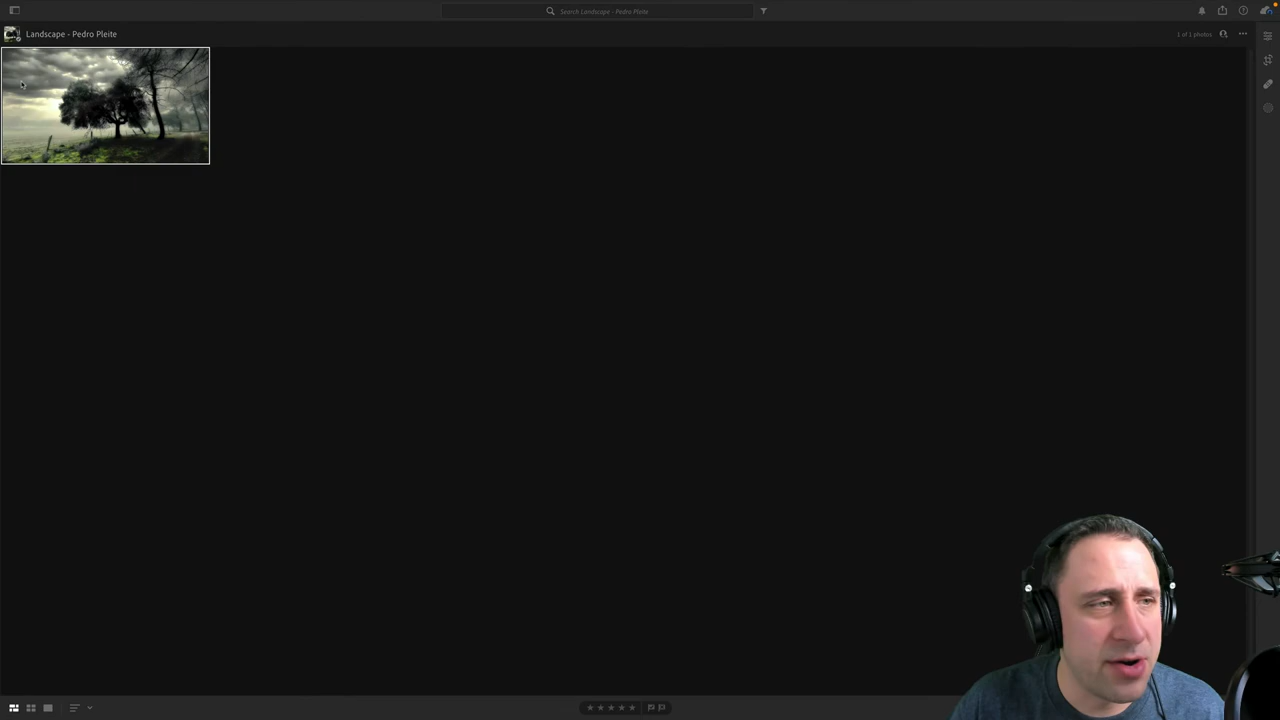 Search Landscape - Pedro Pleite
Landscape - Pedro Pleite
1 of 1 photos